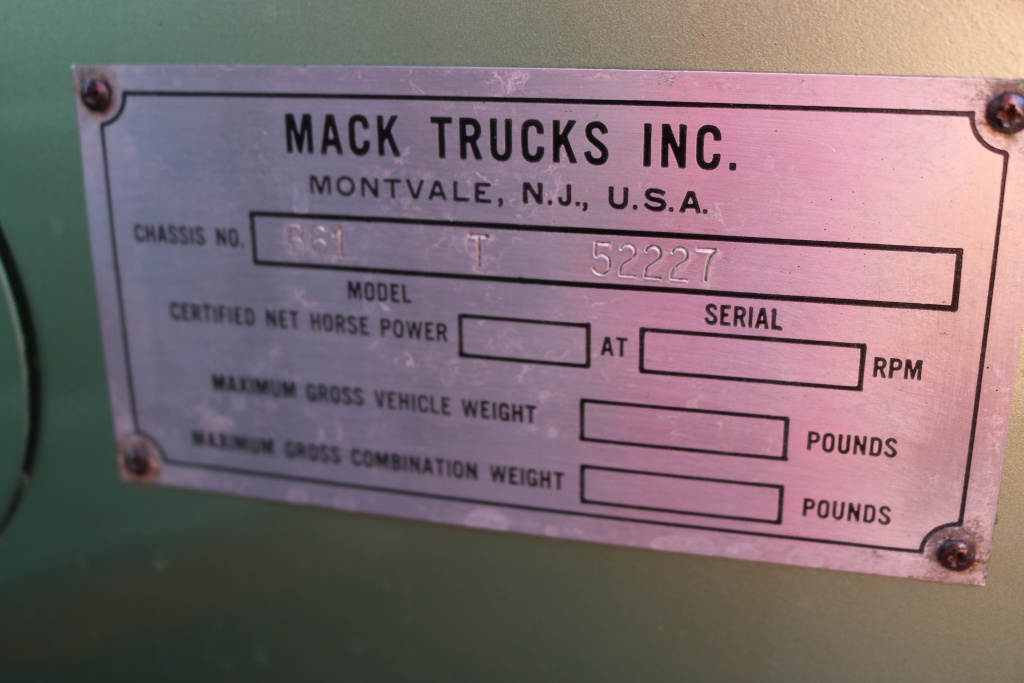 MACK TRUCKS INC.
MONTVALE, N.J., U.S.A.
CHASSIS NO. B61 T 52227
MODEL SERIAL
CERTIFIED NET HORSE POWER AT RPM
MAXIMUM GROSS VEHICLE WEIGHT POUNDS
MAXIMUM GROSS COMBINATION WEIGHT POUNDS